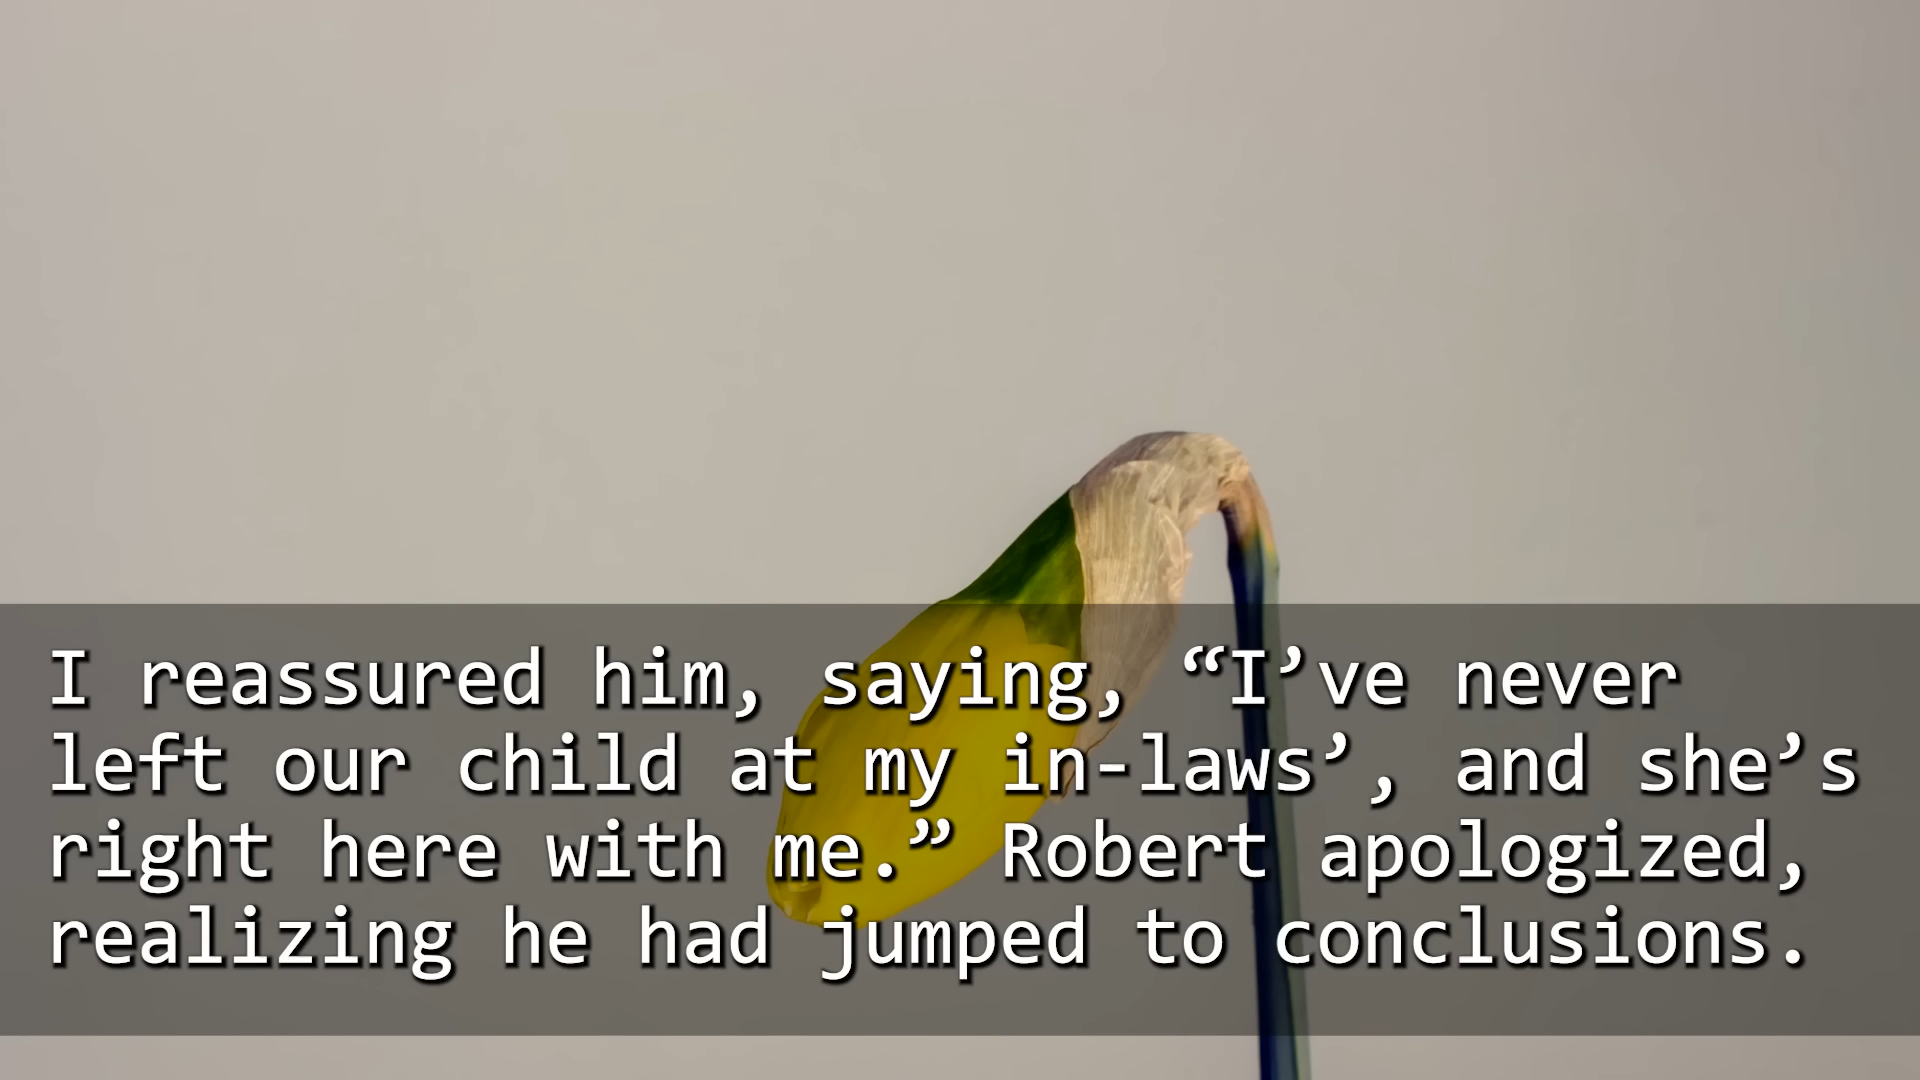 I reassured him, saying, “I’ve never
left our child at my in-laws’, and she’s
right here with me.” Robert apologized,
realizing he had jumped to conclusions.